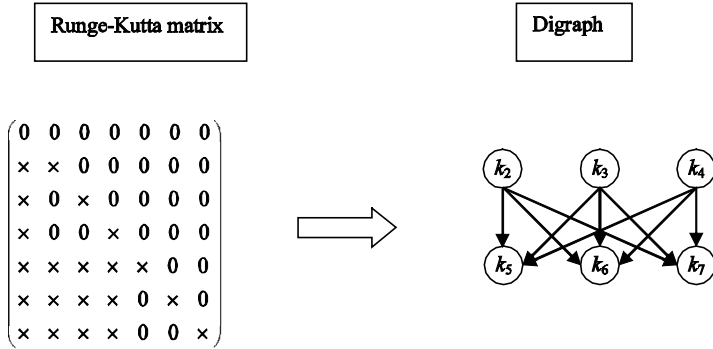 Runge-Kutta matrix
Digraph
0 0 0 0 0 0 0
× × 0 0 0 0 0
× 0 × 0 0 0 0
× 0 0 × 0 0 0
× × × × × 0 0
× × × × 0 × 0
× × × × 0 0 ×
k₂ k₃ k₄
k₅ k₆ k₇